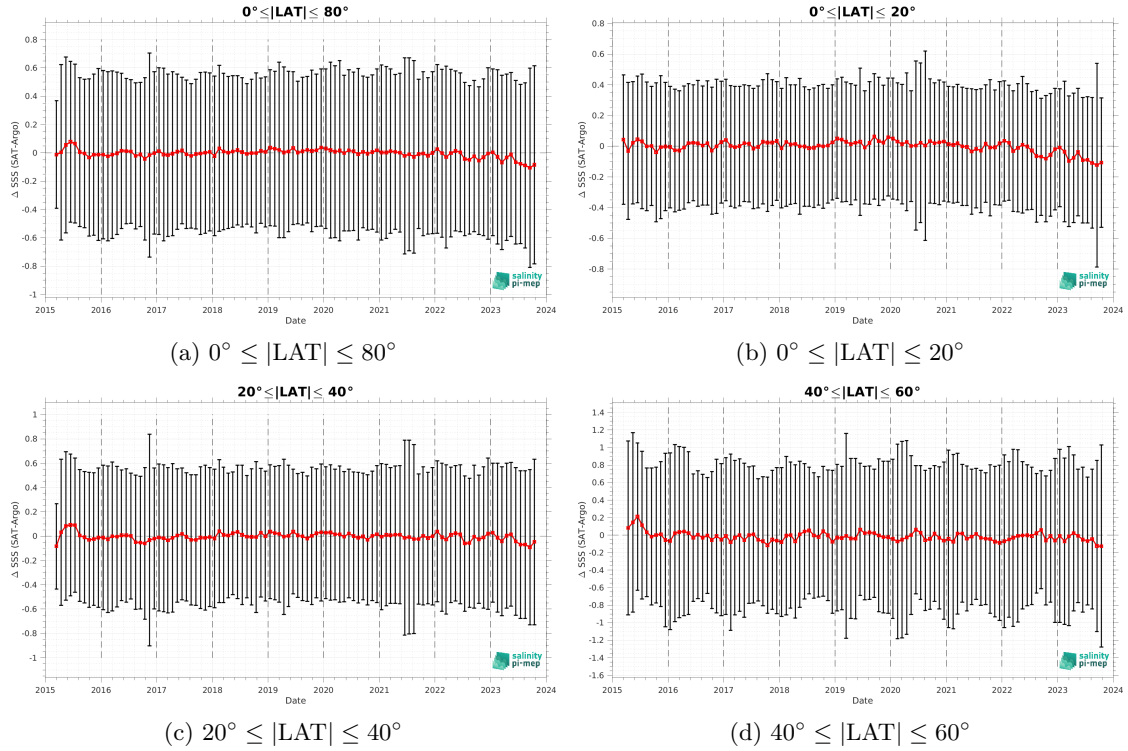 0°≤|LAT|≤ 80°
Δ SSS (SAT-Argo)
0.8
0.6
0.4
0.2
0
-0.2
-0.4
-0.6
-0.8
-1
2015 2016 2017 2018 2019 2020 2021 2022 2023 2024
Date
salinity
pi-mep
(a) 0° ≤ |LAT| ≤ 80°
0°≤|LAT|≤ 20°
Δ SSS (SAT-Argo)
0.8
0.6
0.4
0.2
0
-0.2
-0.4
-0.6
-0.8
2015 2016 2017 2018 2019 2020 2021 2022 2023 2024
Date
salinity
pi-mep
(b) 0° ≤ |LAT| ≤ 20°
20°≤|LAT|≤ 40°
Δ SSS (SAT-Argo)
1
0.8
0.6
0.4
0.2
0
-0.2
-0.4
-0.6
-0.8
-1
2015 2016 2017 2018 2019 2020 2021 2022 2023 2024
Date
salinity
pi-mep
(c) 20° ≤ |LAT| ≤ 40°
40°≤|LAT|≤ 60°
Δ SSS (SAT-Argo)
1.4
1.2
1
0.8
0.6
0.4
0.2
0
-0.2
-0.4
-0.6
-0.8
-1
-1.2
-1.4
-1.6
2015 2016 2017 2018 2019 2020 2021 2022 2023 2024
Date
salinity
pi-mep
(d) 40° ≤ |LAT| ≤ 60°